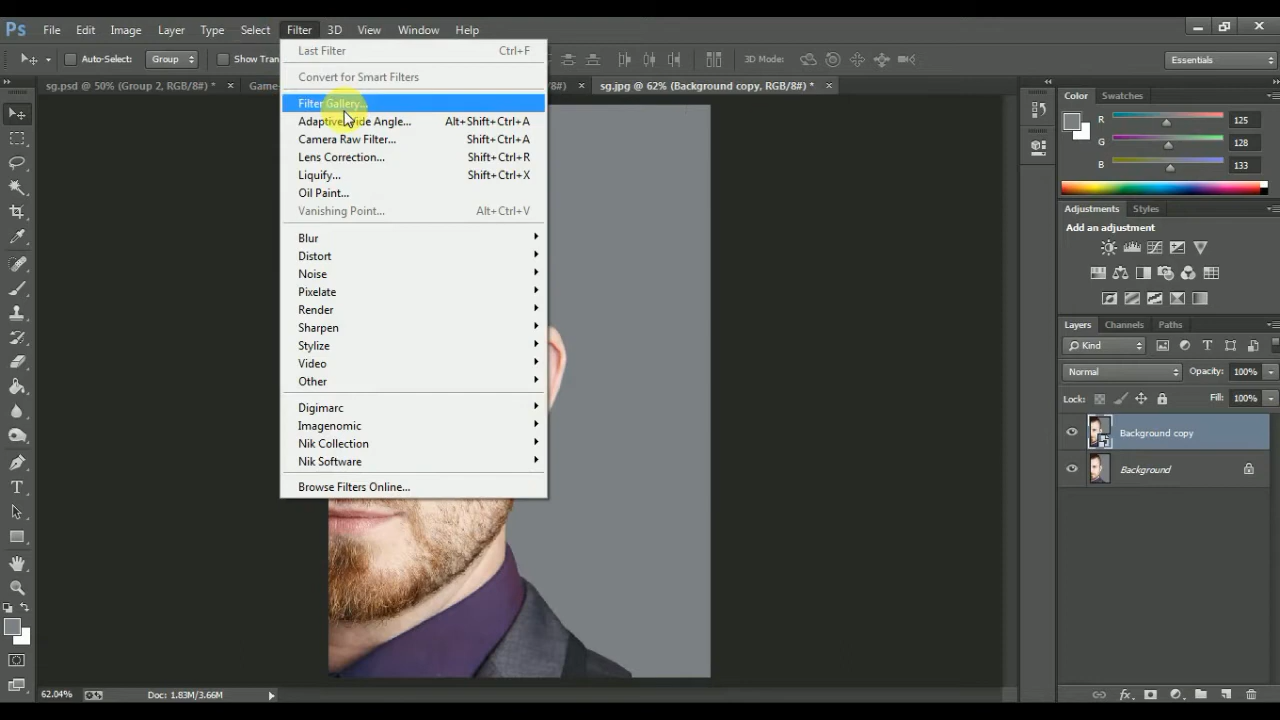 Ps File Edit Image Layer Type Select Filter 3D View Window Help
Auto-Select: Group Show Tran 3D Mode: Essentials
sg.psd @ 50% (Group 2, RGB/8#) * × Game /8#) × sg.jpg @ 62% (Background copy, RGB/8#) * ×
Last Filter Ctrl+F
Convert for Smart Filters
Filter Gallery...
Adaptive Wide Angle... Alt+Shift+Ctrl+A
Camera Raw Filter... Shift+Ctrl+A
Lens Correction... Shift+Ctrl+R
Liquify... Shift+Ctrl+X
Oil Paint...
Vanishing Point... Alt+Ctrl+V
Blur
Distort
Noise
Pixelate
Render
Sharpen
Stylize
Video
Other
Digimarc
Imagenomic
Nik Collection
Nik Software
Browse Filters Online...
Color Swatches
R 125
G 128
B 133
Adjustments Styles
Add an adjustment
Layers Channels Paths
Kind
Normal Opacity: 100%
Lock: Fill: 100%
Background copy
Background
62.04% Doc: 1.83M/3.66M